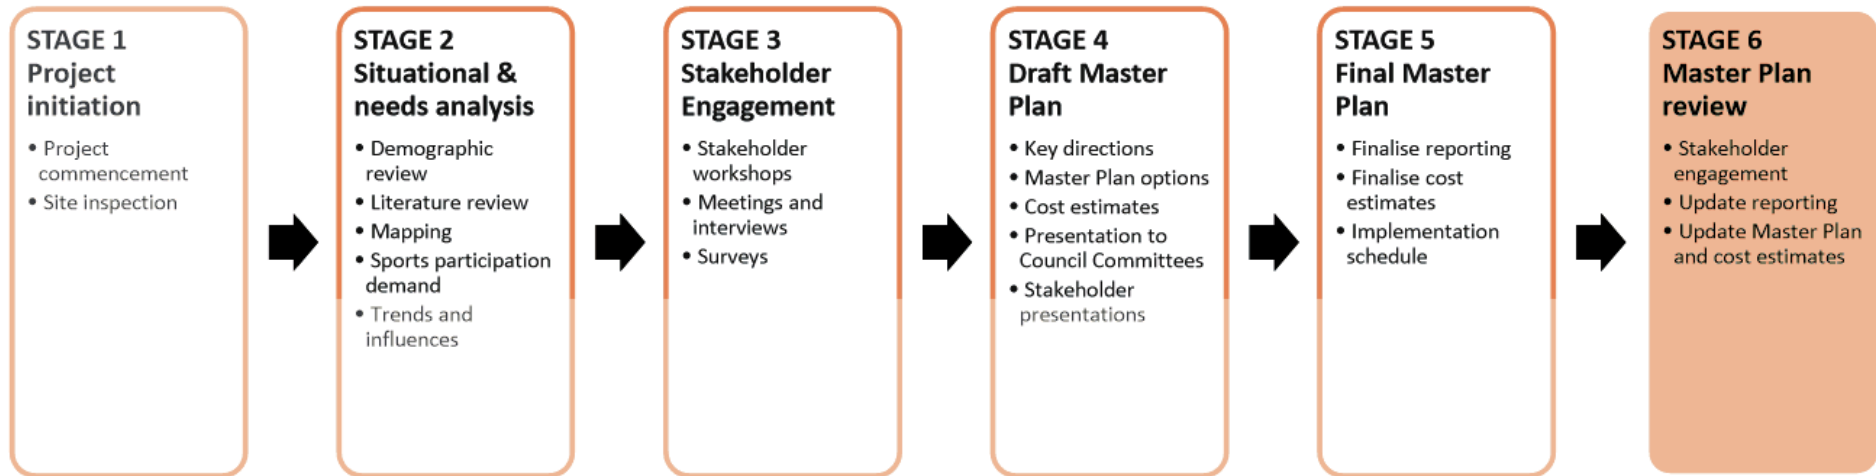 STAGE 1
Project
initiation
• Project
commencement
• Site inspection
STAGE 2
Situational &
needs analysis
• Demographic
review
• Literature review
• Mapping
• Sports participation
demand
• Trends and
influences
STAGE 3
Stakeholder
Engagement
• Stakeholder
workshops
• Meetings and
interviews
• Surveys
STAGE 4
Draft Master
Plan
• Key directions
• Master Plan options
• Cost estimates
• Presentation to
Council Committees
• Stakeholder
presentations
STAGE 5
Final Master
Plan
• Finalise reporting
• Finalise cost
estimates
• Implementation
schedule
STAGE 6
Master Plan
review
• Stakeholder
engagement
• Update reporting
• Update Master Plan
and cost estimates